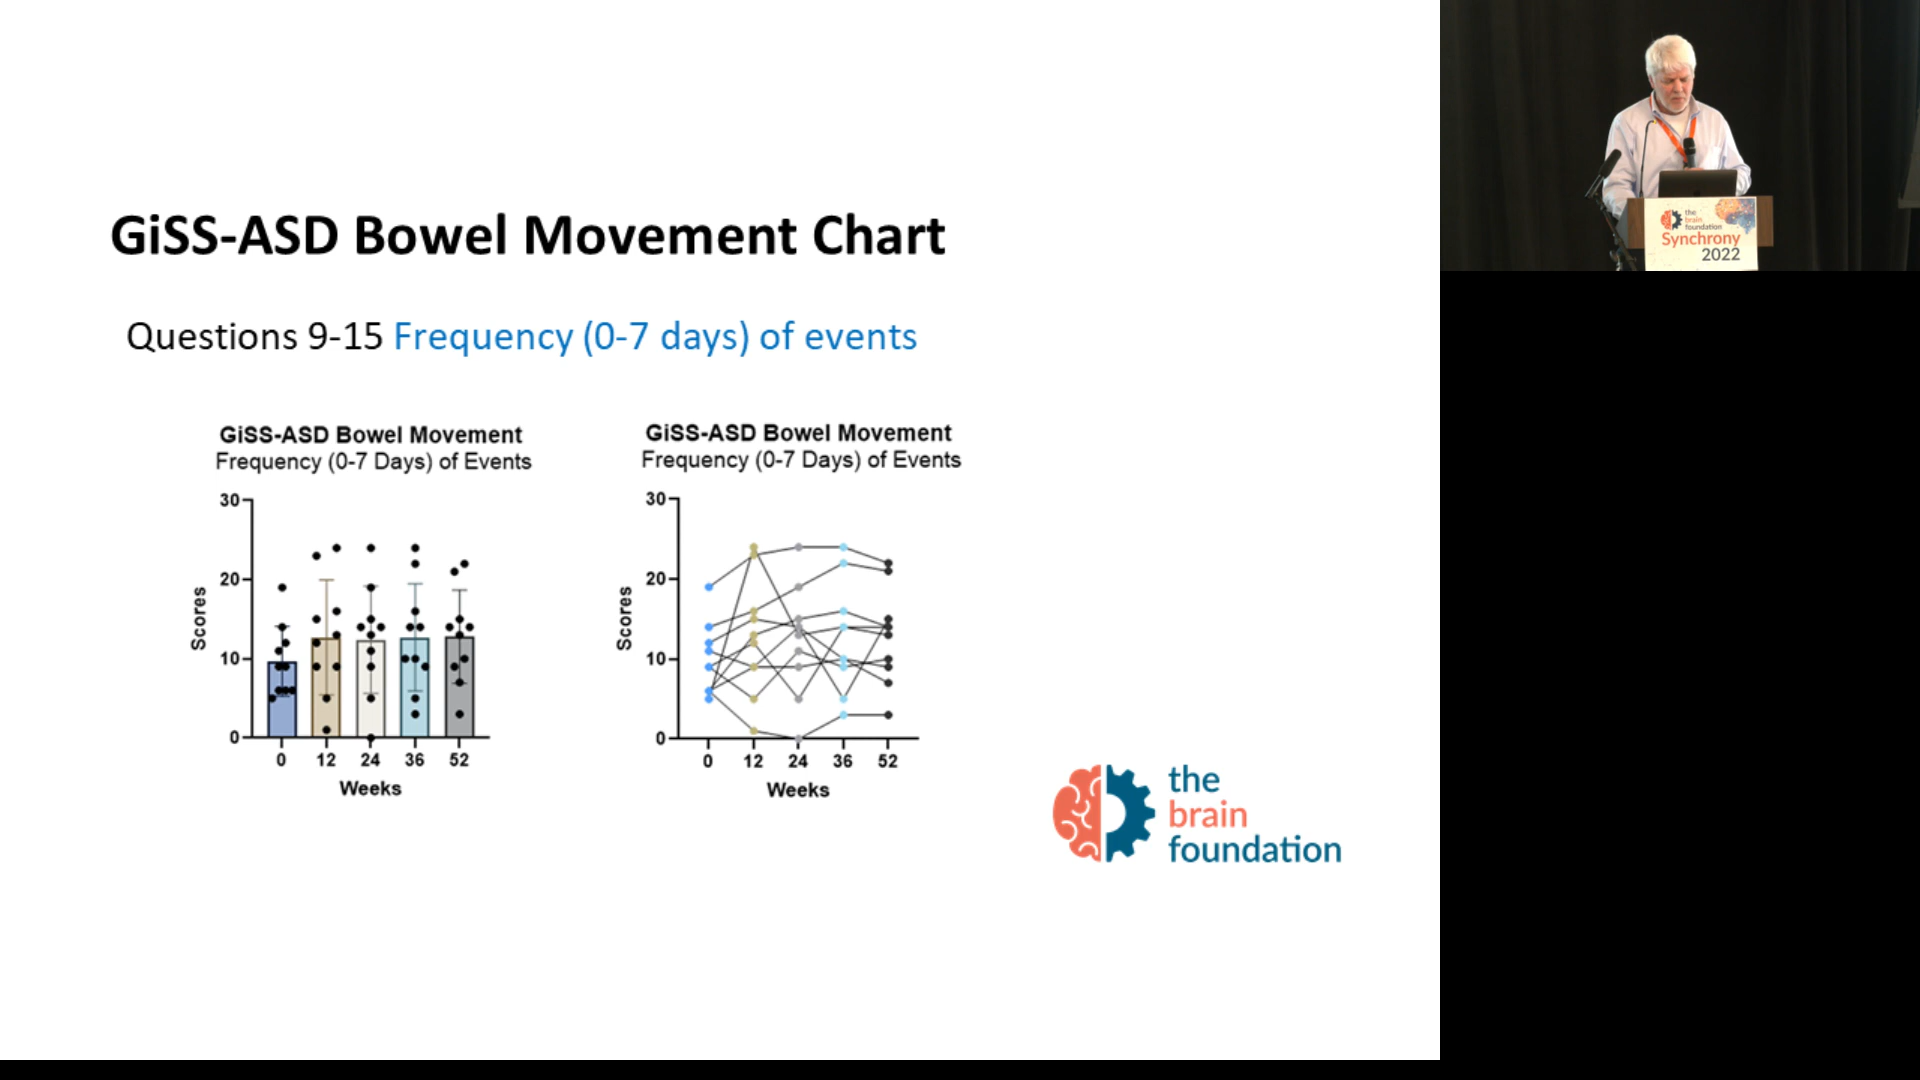 GiSS-ASD Bowel Movement Chart
Questions 9-15 Frequency (0-7 days) of events
GiSS-ASD Bowel Movement
Frequency (0-7 Days) of Events
30
20
10
0
Scores
0 12 24 36 52
Weeks
GiSS-ASD Bowel Movement
Frequency (0-7 Days) of Events
30
20
10
0
Scores
0 12 24 36 52
Weeks
the
brain
foundation
the
brain
foundation
Synchrony
2022